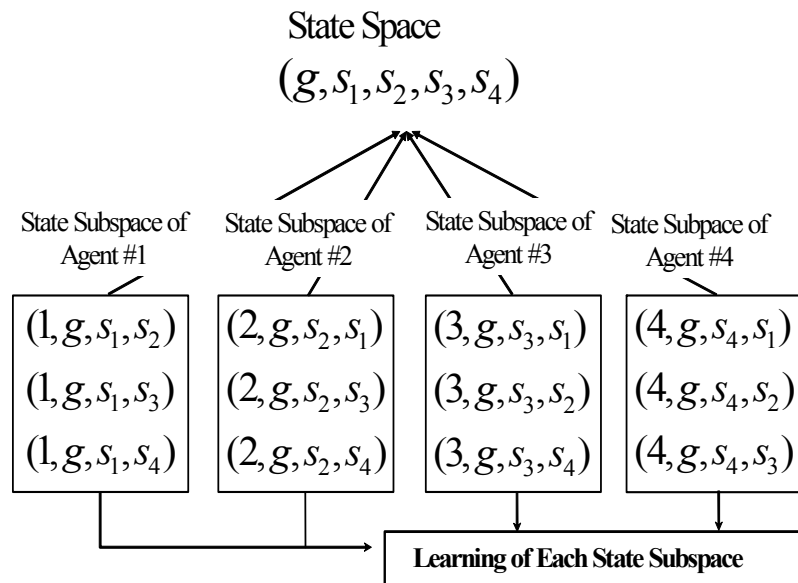 State Space
(g, s₁, s₂, s₃, s₄)
State Subspace of
Agent #1
State Subspace of
Agent #2
State Subspace of
Agent #3
State Subpace of
Agent #4
(1, g, s₁, s₂)
(1, g, s₁, s₃)
(1, g, s₁, s₄)
(2, g, s₂, s₁)
(2, g, s₂, s₃)
(2, g, s₂, s₄)
(3, g, s₃, s₁)
(3, g, s₃, s₂)
(3, g, s₃, s₄)
(4, g, s₄, s₁)
(4, g, s₄, s₂)
(4, g, s₄, s₃)
Learning of Each State Subspace